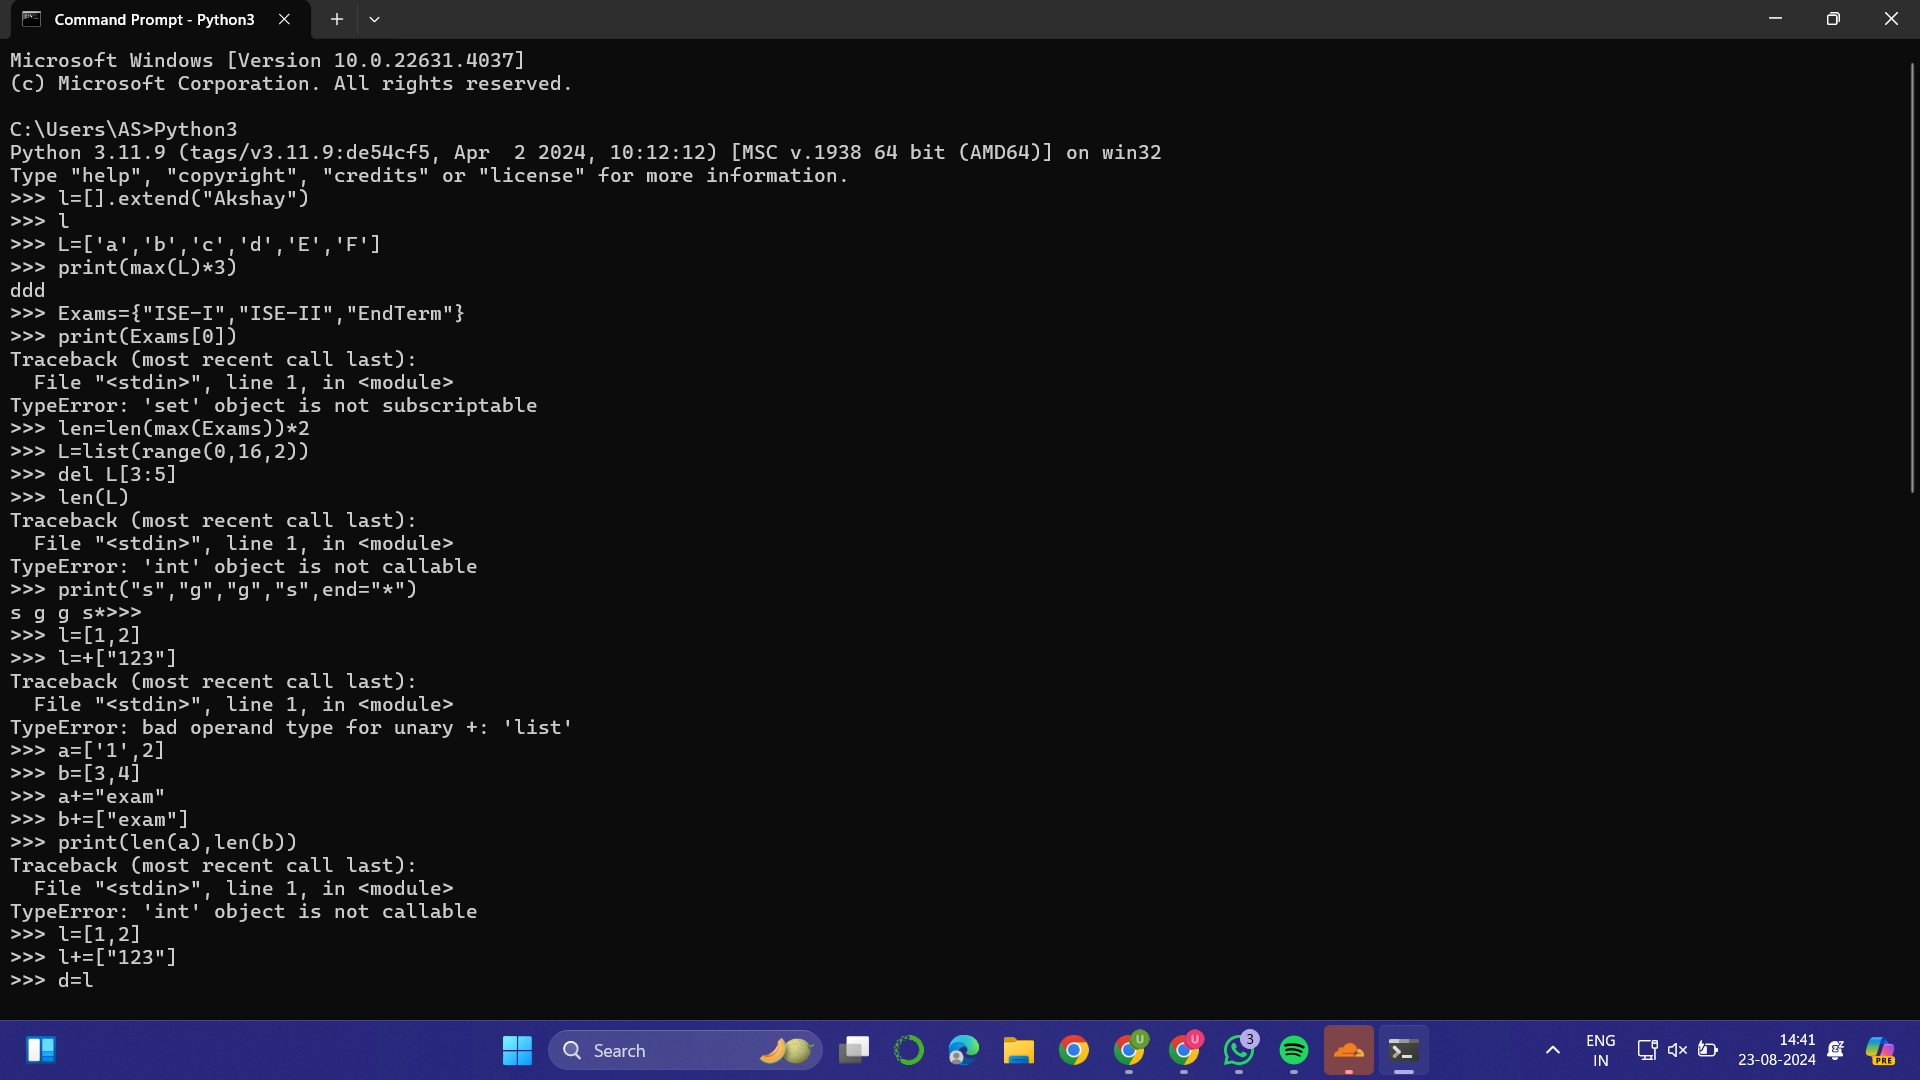 Command Prompt - Python3
Microsoft Windows [Version 10.0.22631.4037]
(c) Microsoft Corporation. All rights reserved.
C:\Users\AS>Python3
Python 3.11.9 (tags/v3.11.9:de54cf5, Apr  2 2024, 10:12:12) [MSC v.1938 64 bit (AMD64)] on win32
Type "help", "copyright", "credits" or "license" for more information.
>>> l=[].extend("Akshay")
>>> l
>>> L=['a','b','c','d','E','F']
>>> print(max(L)*3)
ddd
>>> Exams={"ISE-I","ISE-II","EndTerm"}
>>> print(Exams[0])
Traceback (most recent call last):
  File "<stdin>", line 1, in <module>
TypeError: 'set' object is not subscriptable
>>> len=len(max(Exams))*2
>>> L=list(range(0,16,2))
>>> del L[3:5]
>>> len(L)
Traceback (most recent call last):
  File "<stdin>", line 1, in <module>
TypeError: 'int' object is not callable
>>> print("s","g","g","s",end="*")
s g g s*>>>
>>> l=[1,2]
>>> l=+["123"]
Traceback (most recent call last):
  File "<stdin>", line 1, in <module>
TypeError: bad operand type for unary +: 'list'
>>> a=['1',2]
>>> b=[3,4]
>>> a+="exam"
>>> b+=["exam"]
>>> print(len(a),len(b))
Traceback (most recent call last):
  File "<stdin>", line 1, in <module>
TypeError: 'int' object is not callable
>>> l=[1,2]
>>> l+=["123"]
>>> d=l
Search
U
U
3
ENG
IN
14:41
23-08-2024
PRE